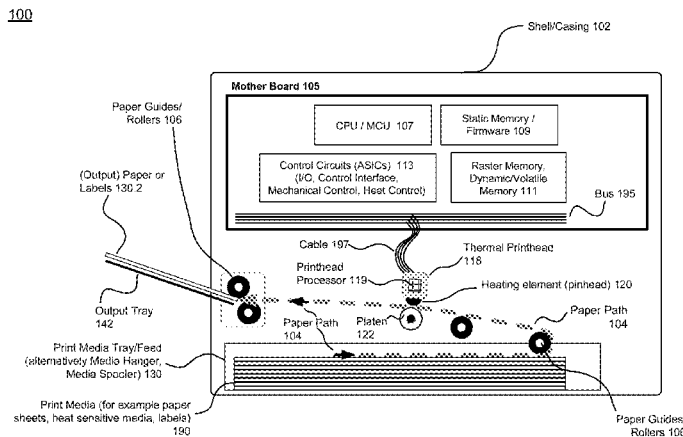 100
Shell/Casing 102
Mother Board 105
Paper Guides/
Rollers 106
CPU / MCU 107
Static Memory /
Firmware 109
(Output) Paper or
Labels 130.2
Control Circuits (ASICs) 113
(I/O, Control Interface,
Mechanical Control, Heat Control)
Raster Memory,
Dynamic/Volatile
Memory 111
Bus 195
Cable 197
Thermal Printhead
118
Printhead
Processor 119
Heating element (pinhead) 120
Output Tray
142
Paper Path
104
Platen
122
Paper Path
104
Print Media Tray/Feed
(alternatively Media Hanger,
Media Spacler) 130
Print Media (for example paper
sheets, heat sensitive media, labels)
190
Paper Guides
Rollers 106